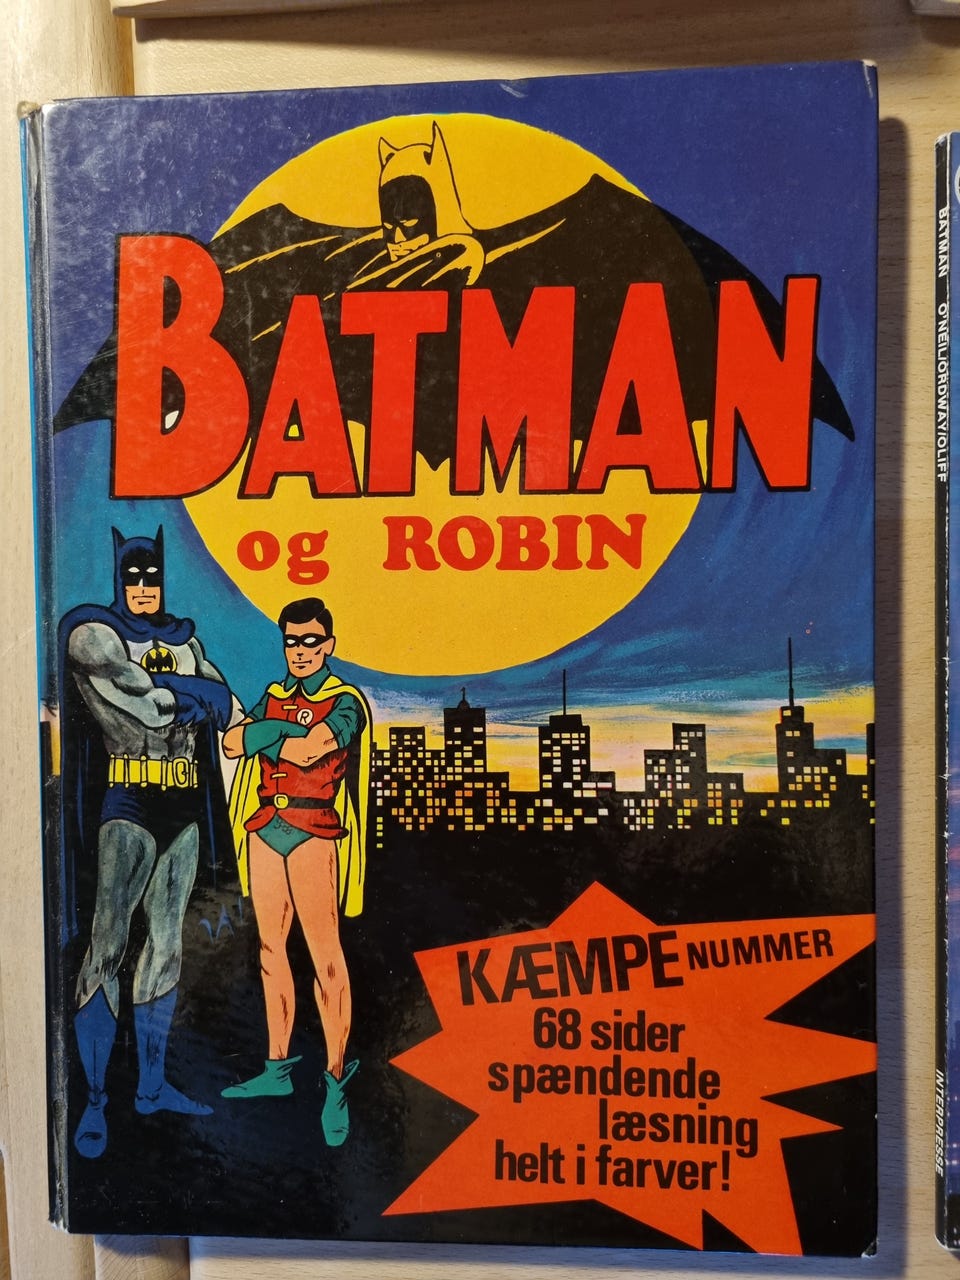 BATMAN
og ROBIN
R
KÆMPE NUMMER
68 sider
spændende
læsning
helt i farver!
BATMAN O'NEIL/ORDWAY/OLIFF
INTERPRESSE